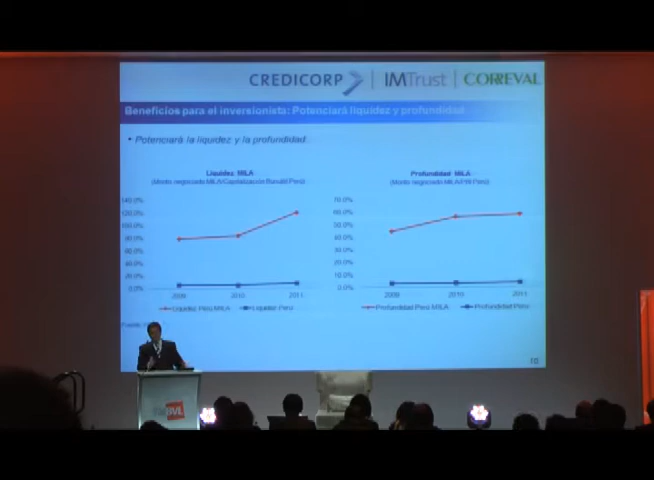 CREDICORP | IMTrust | CORREVAL
Beneficios para el inversionista: Potenciará liquidez y profundidad
• Potenciará la liquidez y la profundidad
Liquidez MILA
Profundidad MILA
140.0%
120.0%
100.0%
80.0%
60.0%
40.0%
20.0%
0.0%
70.0%
60.0%
50.0%
40.0%
30.0%
20.0%
10.0%
2009 2010 2011
2009 2010 2011
Liquidez Perú MILA Liquidez Perú
Profundidad Perú MILA Profundidad Perú
Fuente:
10
BVL